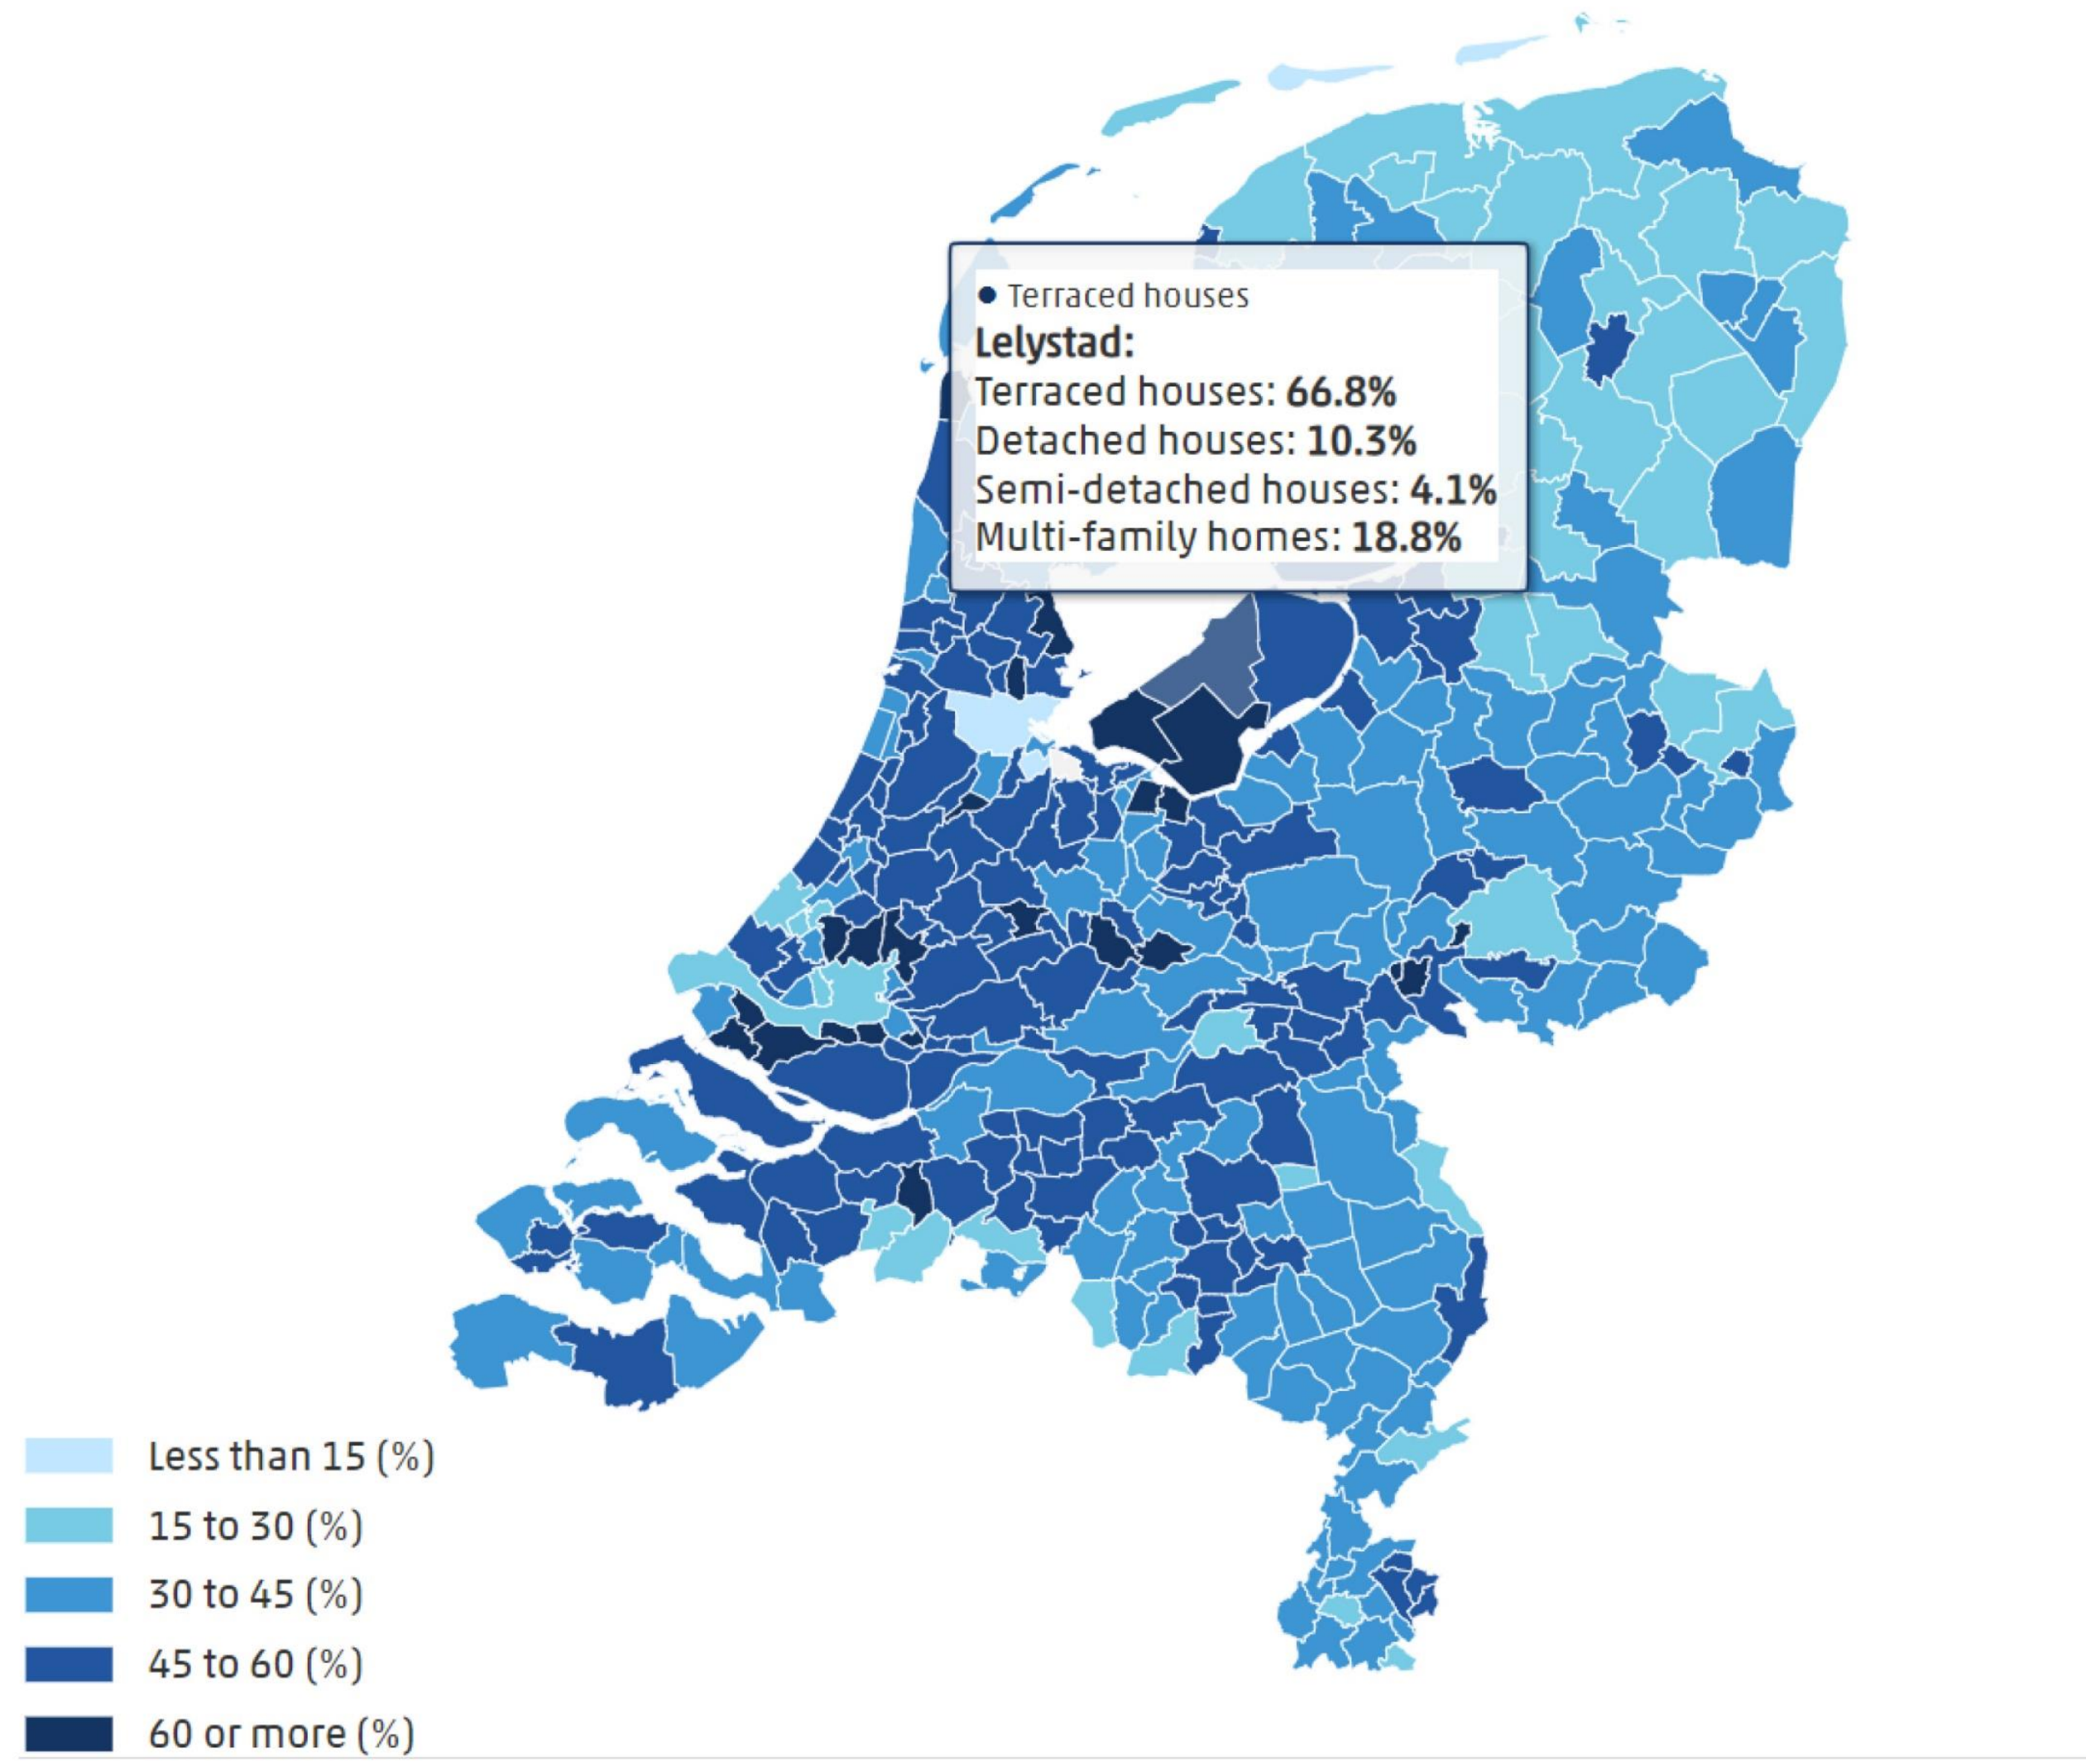 ● Terraced houses
Lelystad:
Terraced houses: 66.8%
Detached houses: 10.3%
Semi-detached houses: 4.1%
Multi-family homes: 18.8%
Less than 15 (%)
15 to 30 (%)
30 to 45 (%)
45 to 60 (%)
60 or more (%)